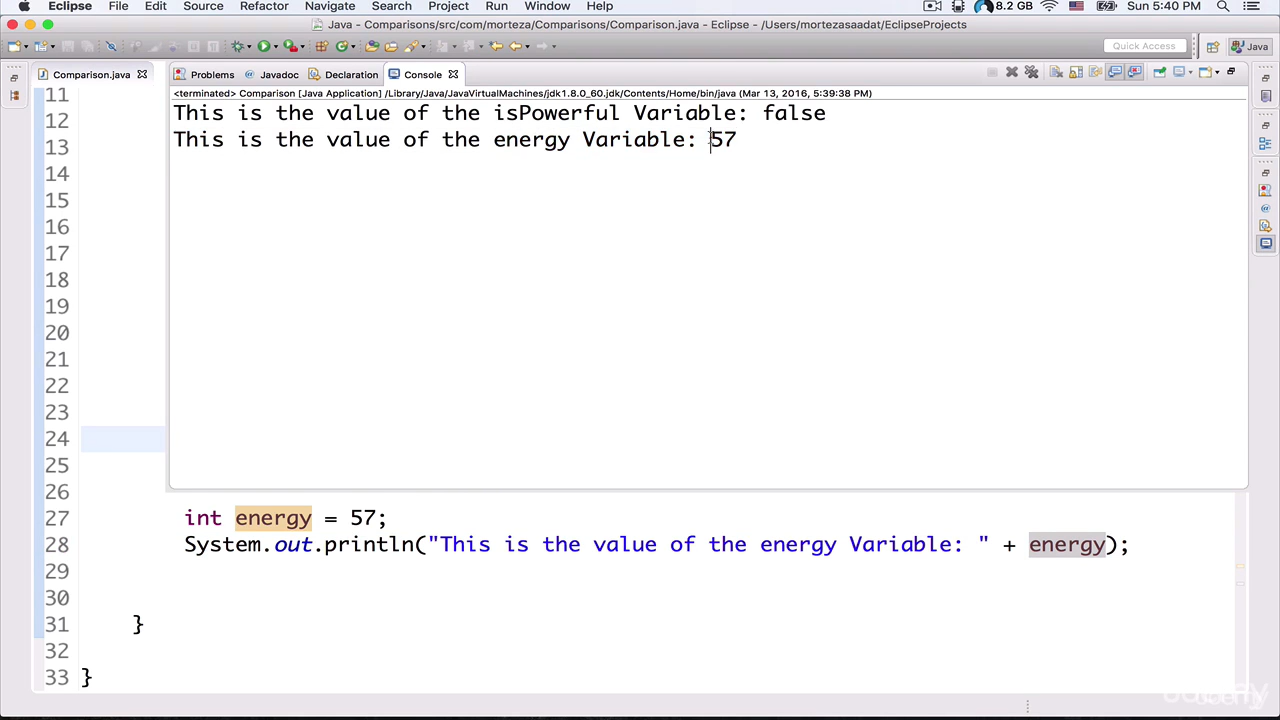 Eclipse File Edit Source Refactor Navigate Search Project Run Window Help 8.2 GB Sun 5:40 PM
Java - Comparisons/src/com/morteza/Comparisons/Comparison.java - Eclipse - /Users/mortezasaadat/EclipseProjects
Quick Access Java
Comparison.java Problems Javadoc Declaration Console
<terminated> Comparison [Java Application] /Library/Java/JavaVirtualMachines/jdk1.8.0_60.jdk/Contents/Home/bin/java (Mar 13, 2016, 5:39:38 PM)
11
This is the value of the isPowerful Variable: false
12
This is the value of the energy Variable: 57
13
14
15
16
17
18
19
20
21
22
23
24
25
26
27 int energy = 57;
28 System.out.println("This is the value of the energy Variable: " + energy);
29
30
31 }
32
33 }